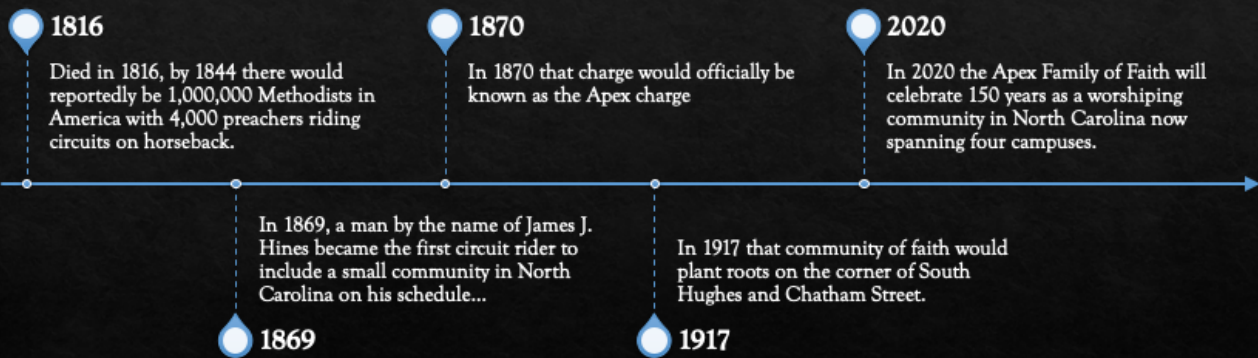 1816
Died in 1816, by 1844 there would
reportedly be 1,000,000 Methodists in
America with 4,000 preachers riding
circuits on horseback.
In 1869, a man by the name of James J.
Hines became the first circuit rider to
include a small community in North
Carolina on his schedule...
1869
1870
In 1870 that charge would officially be
known as the Apex charge
In 1917 that community of faith would
plant roots on the corner of South
Hughes and Chatham Street.
1917
2020
In 2020 the Apex Family of Faith will
celebrate 150 years as a worshiping
community in North Carolina now
spanning four campuses.